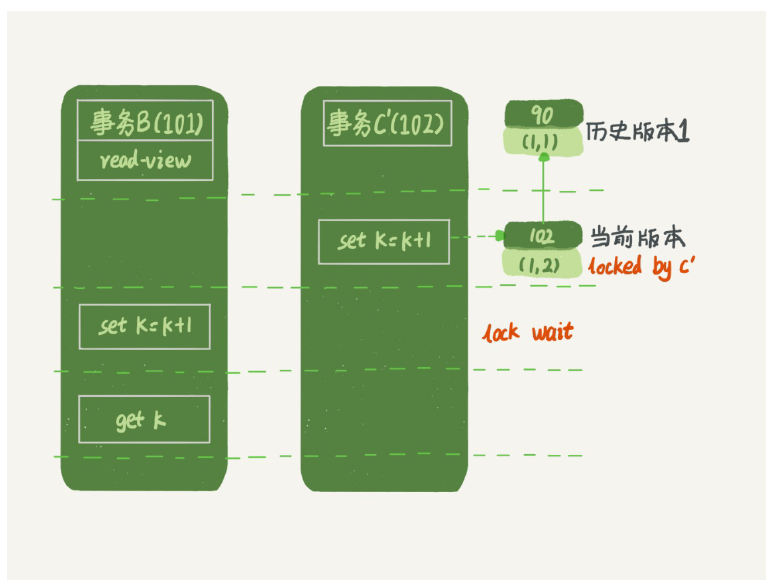 事务B(101)
read-view
事务C'(102)
90
(1,1)
历史版本1
set k=k+1
102
(1,2)
当前版本
locked by c'
set k=k+1
lock wait
get k